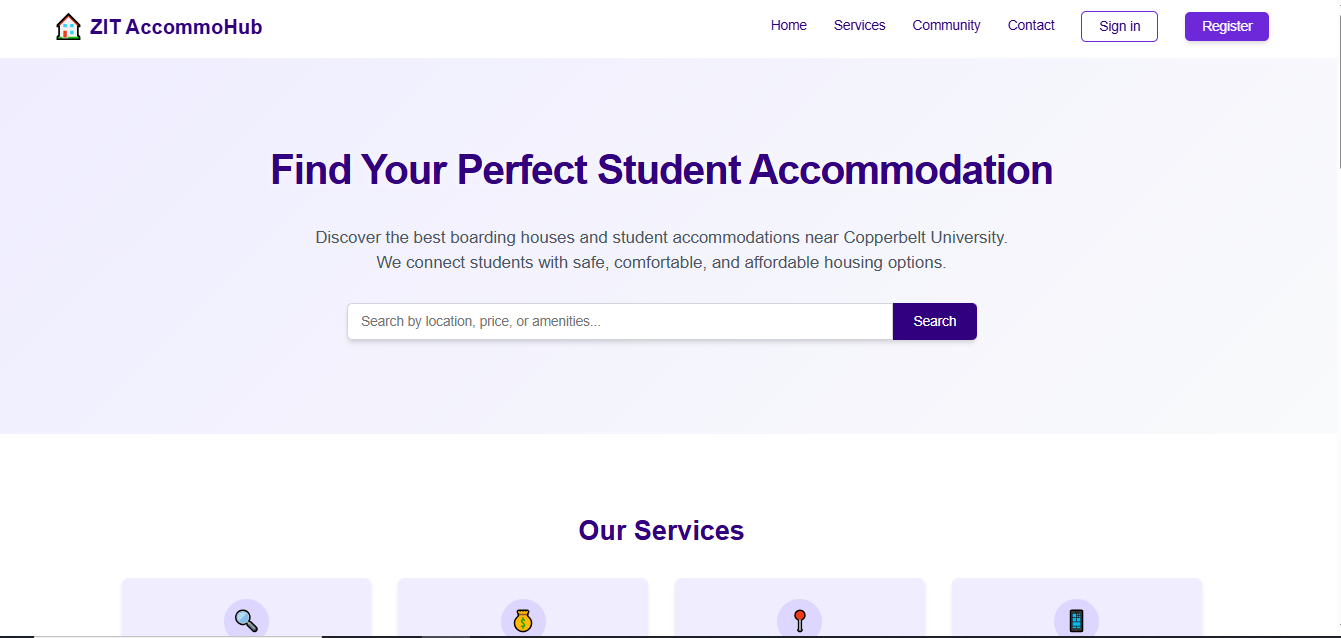 ZIT AccommoHub
Home
Services
Community
Contact
Sign in
Register
Find Your Perfect Student Accommodation
Discover the best boarding houses and student accommodations near Copperbelt University.
We connect students with safe, comfortable, and affordable housing options.
Search by location, price, or amenities...
Search
Our Services